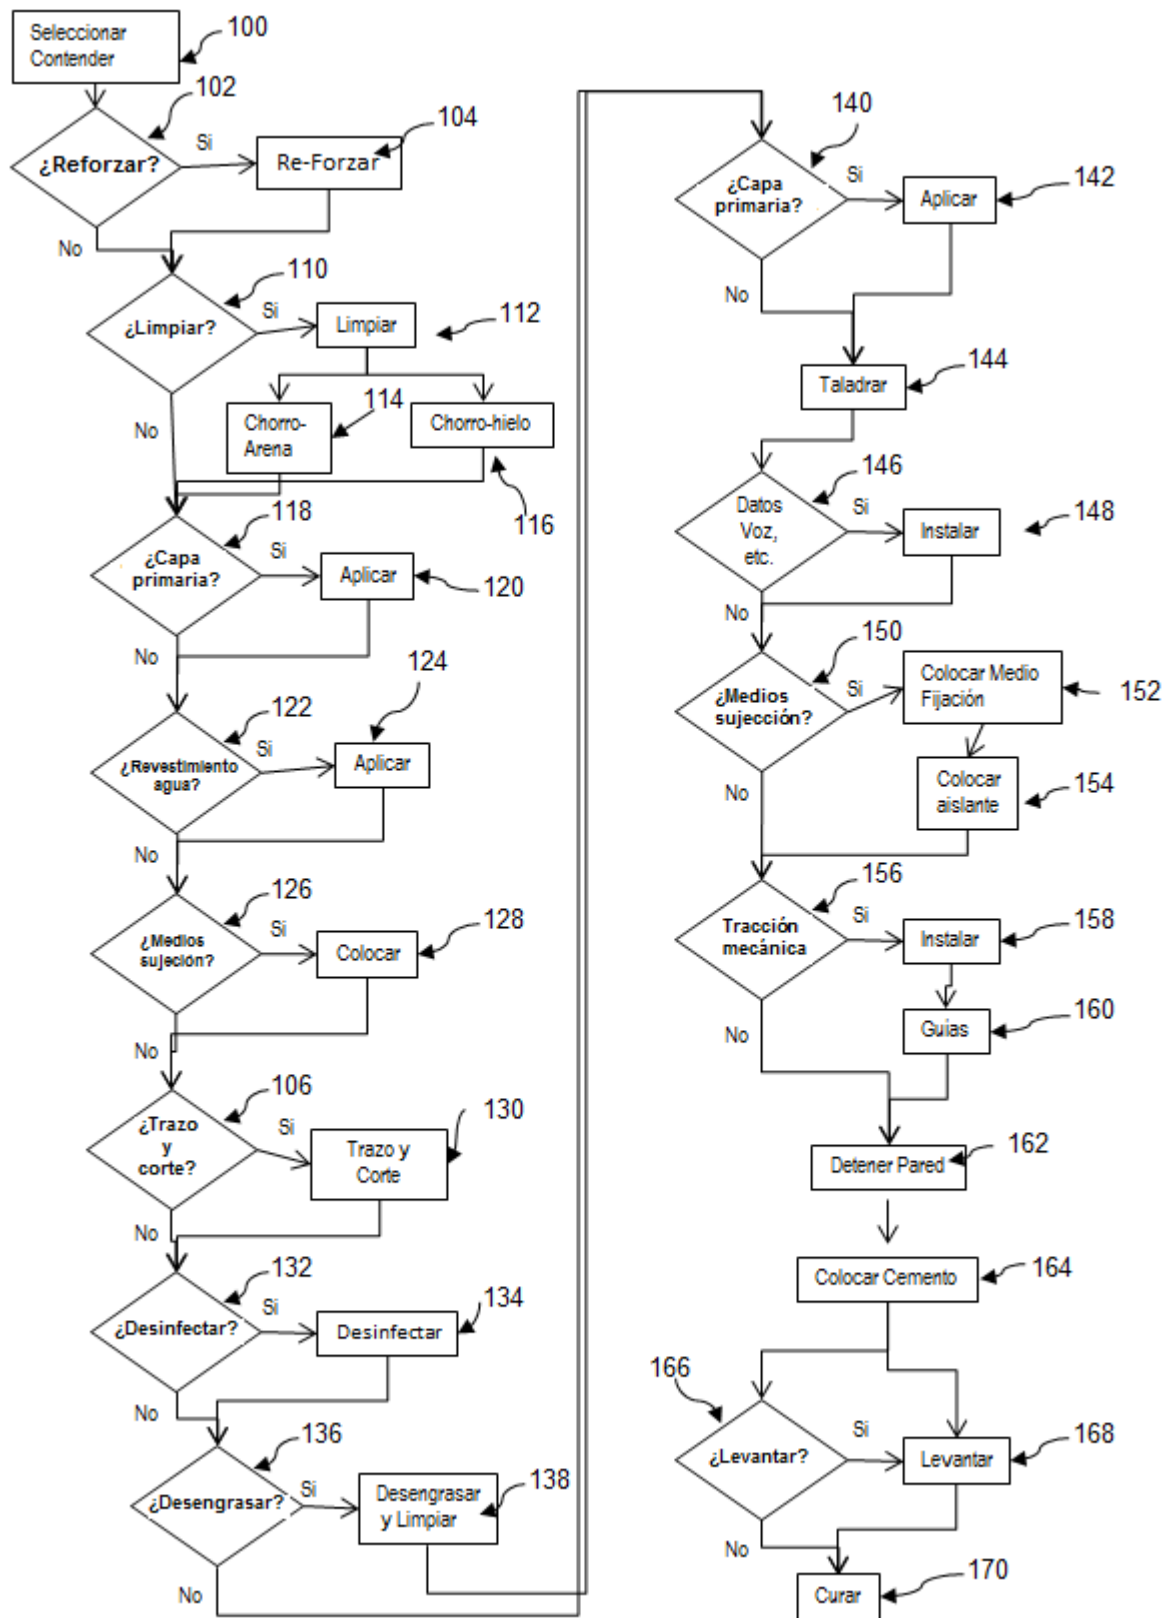 Seleccionar
Contender
100
102
¿Reforzar?
Si
Re-Forzar
104
No
110
¿Limpiar?
Si
Limpiar
112
No
Chorro-
Arena
114
Chorro-hielo
116
118
¿Capa
primaria?
Si
Aplicar
120
No
122
¿Revestimiento
agua?
Si
Aplicar
124
No
126
¿Medios
sujeción?
Si
Colocar
128
No
106
¿Trazo
y
corte?
Si
Trazo y
Corte
130
No
132
¿Desinfectar?
Si
Desinfectar
134
No
136
¿Desengrasar?
Si
Desengrasar
y Limpiar
138
No
140
¿Capa
primaria?
Si
Aplicar
142
No
Taladrar
144
146
Datos
Voz,
etc.
Si
Instalar
148
No
150
¿Medios
sujección?
Si
Colocar Medio
Fijación
152
Colocar
aislante
154
No
156
Tracción
mecánica
Si
Instalar
158
Guias
160
No
Detener Pared
162
Colocar Cemento
164
166
¿Levantar?
Si
Levantar
168
No
Curar
170